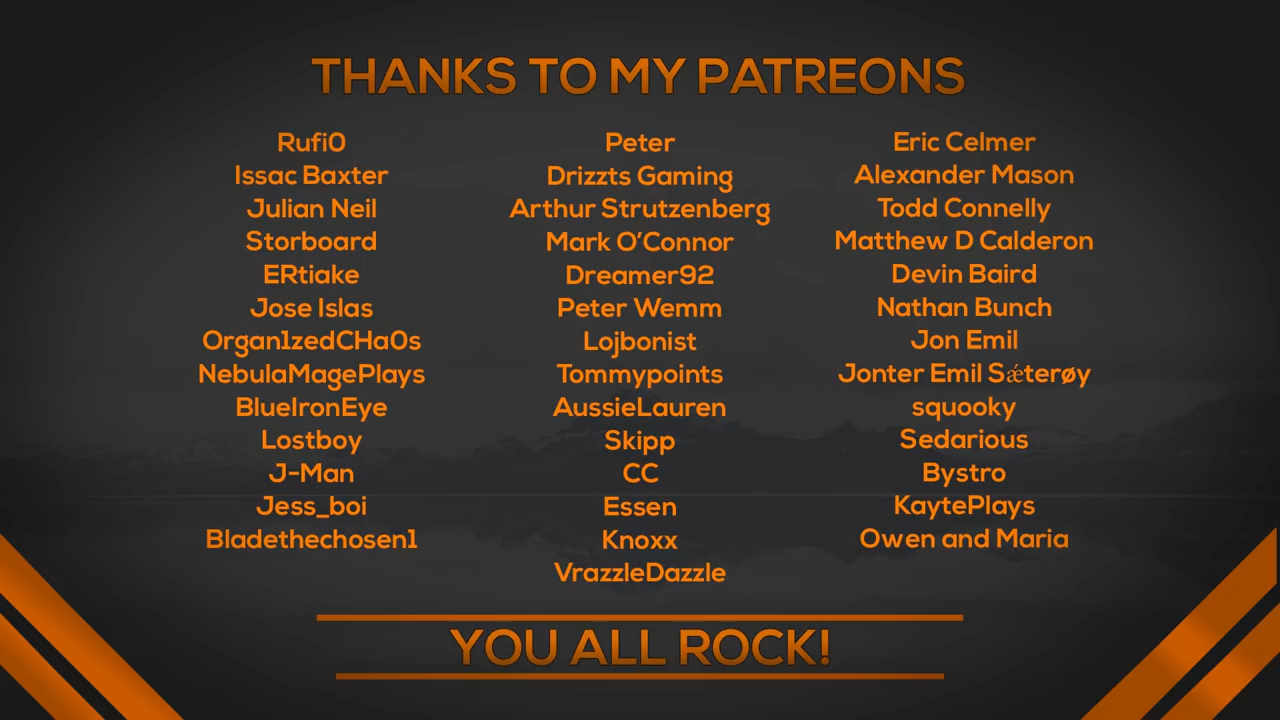 THANKS TO MY PATREONS
Rufi0
Issac Baxter
Julian Neil
Storboard
ERtiake
Jose Islas
Organ1zedCHa0s
NebulaMagePlays
BlueIronEye
Lostboy
J-Man
Jess_boi
Bladethechosen1
Peter
Drizzts Gaming
Arthur Strutzenberg
Mark O’Connor
Dreamer92
Peter Wemm
Lojbonist
Tommypoints
AussieLauren
Skipp
CC
Essen
Knoxx
VrazzleDazzle
Eric Celmer
Alexander Mason
Todd Connelly
Matthew D Calderon
Devin Baird
Nathan Bunch
Jon Emil
Jonter Emil Sǽterøy
squooky
Sedarious
Bystro
KaytePlays
Owen and Maria
YOU ALL ROCK!